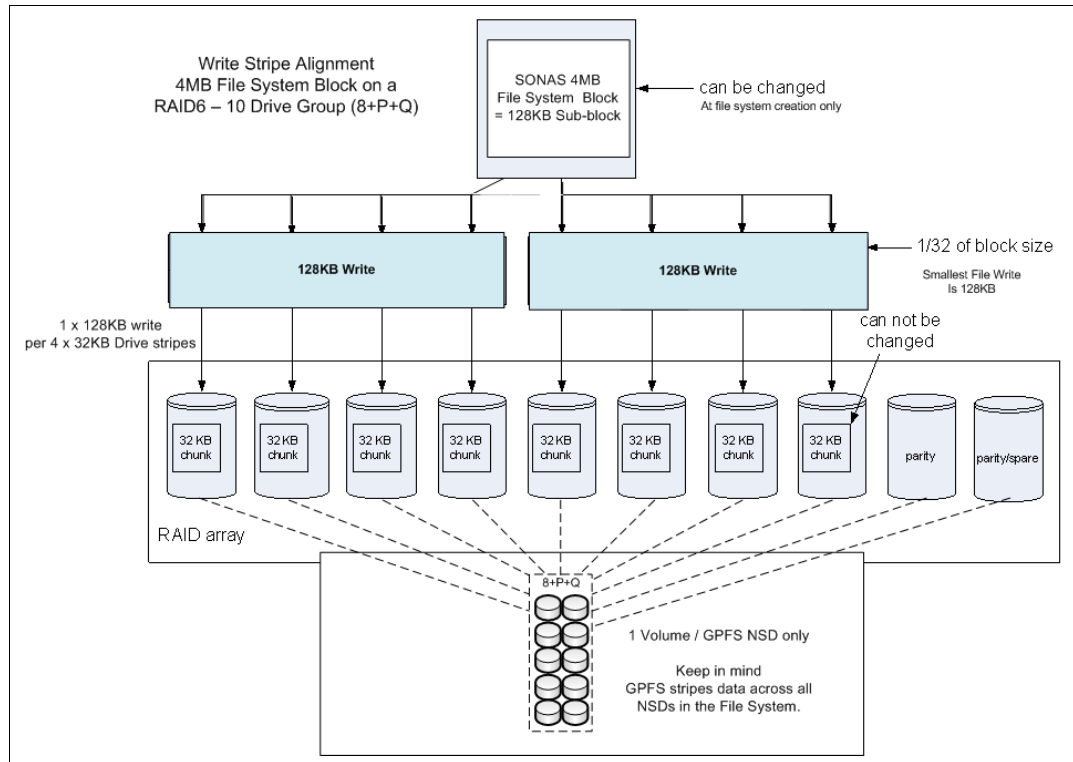 Write Stripe Alignment
4MB File System Block on a
RAID6 – 10 Drive Group (8+P+Q)
SONAS 4MB
File System Block
= 128KB Sub-block
can be changed
At file system creation only
128KB Write
128KB Write
1/32 of block size
Smallest File Write
Is 128KB
1 x 128KB write
per 4 x 32KB Drive stripes
can not be
changed
32 KB
chunk
32 KB
chunk
32 KB
chunk
32 KB
chunk
32 KB
chunk
32 KB
chunk
32 KB
chunk
32 KB
chunk
parity
parity/spare
RAID array
8+P+Q
1 Volume / GPFS NSD only
Keep in mind
GPFS stripes data across all
NSDs in the File System.